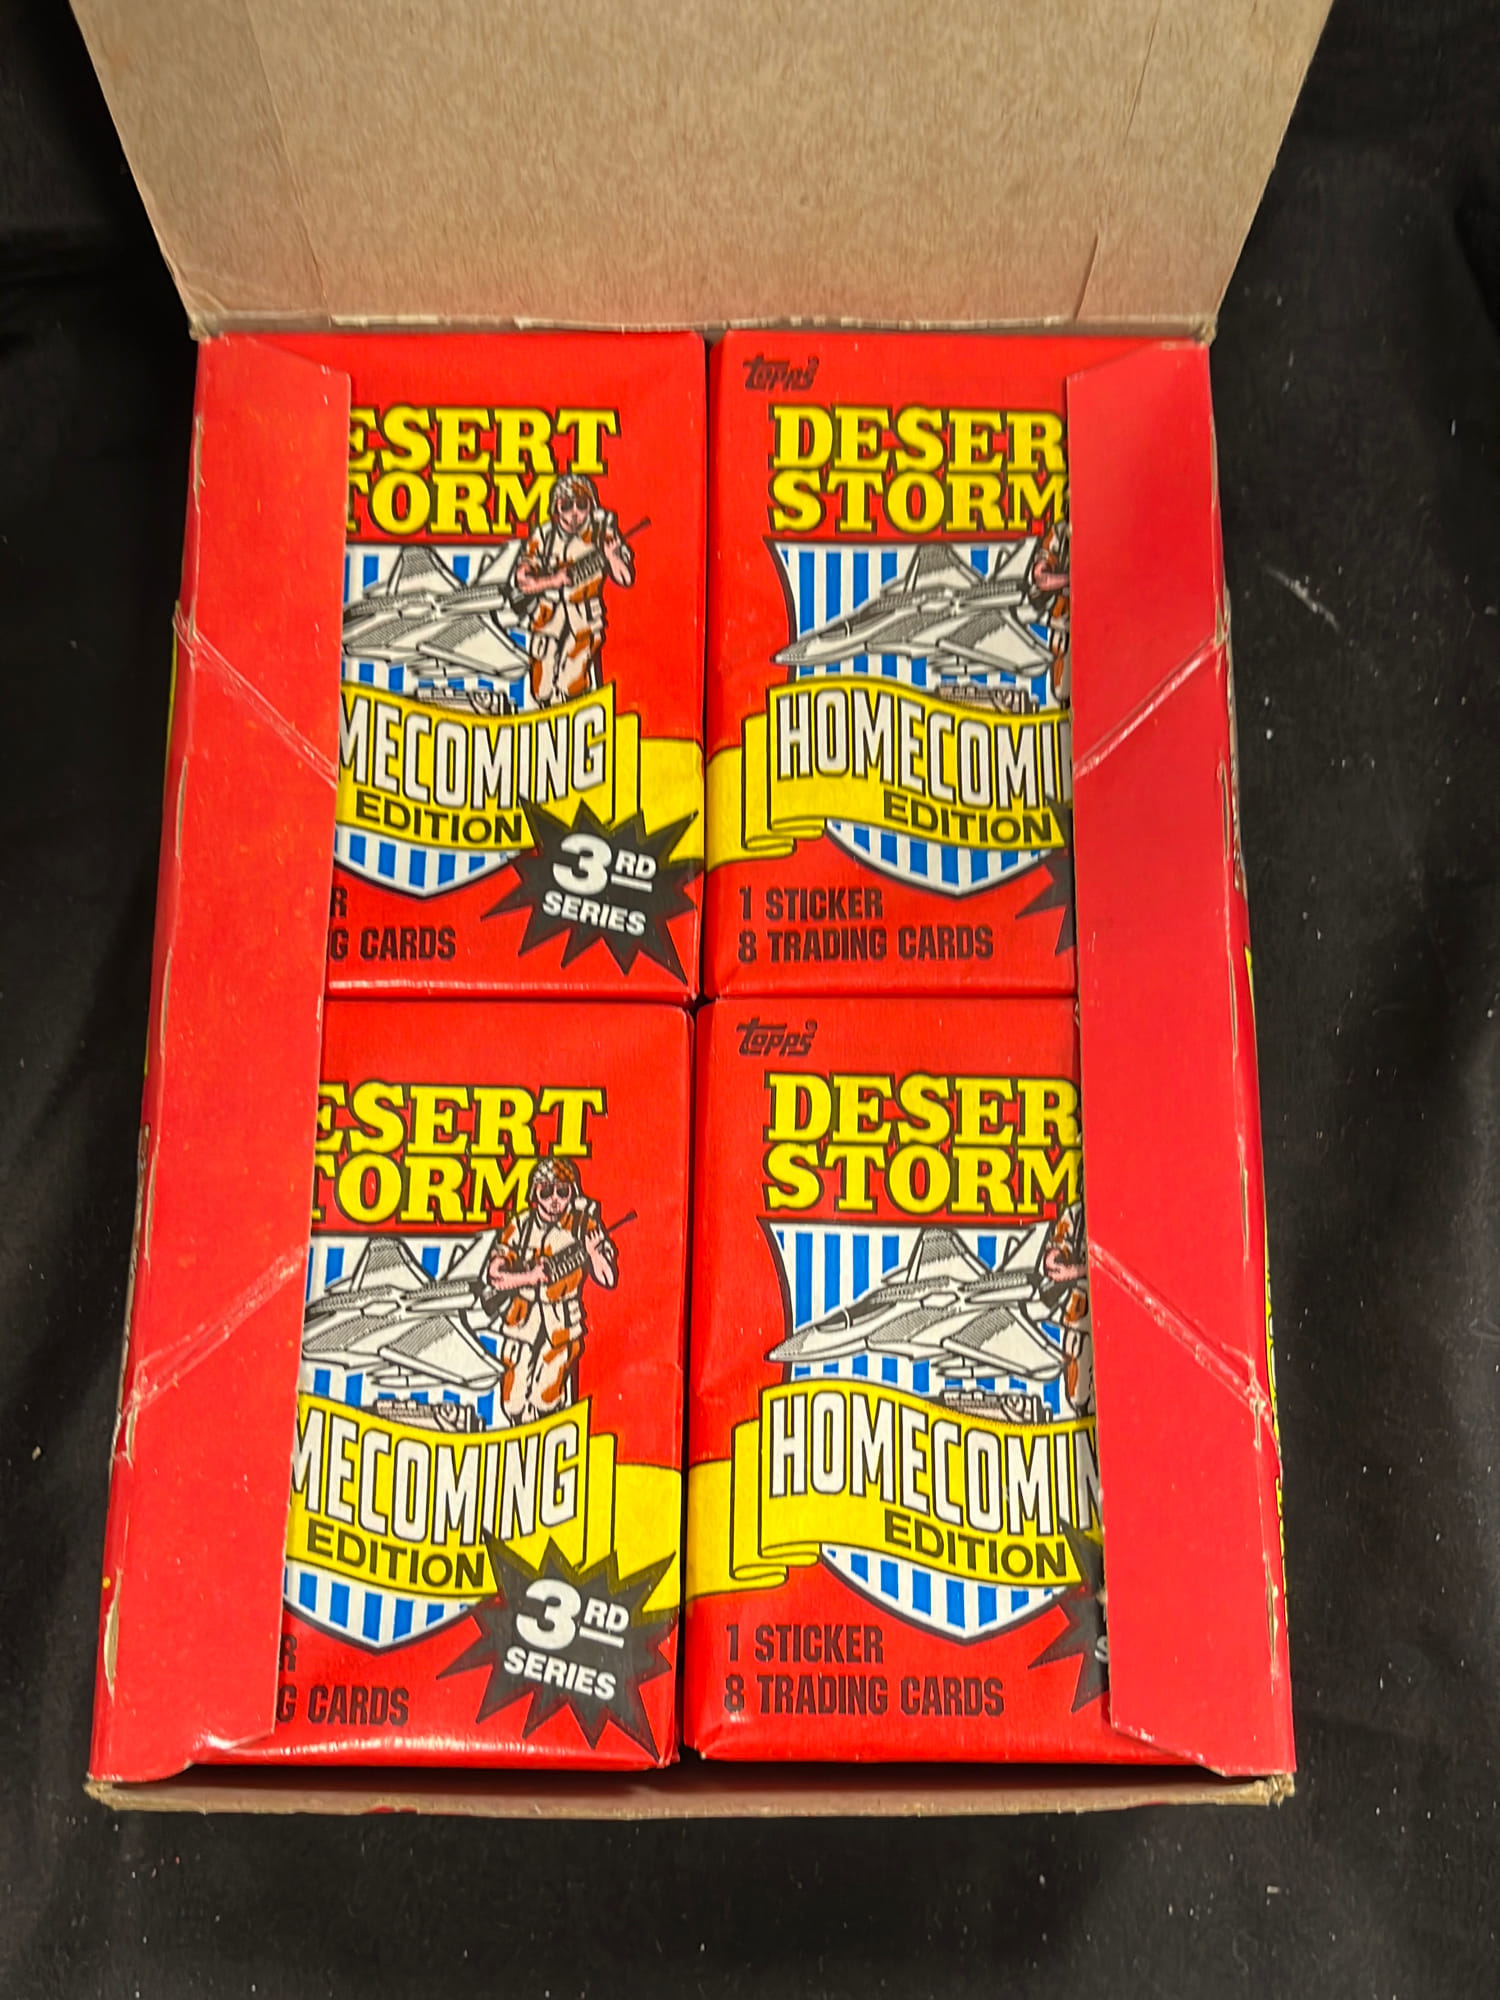 ESERT
TORM
MECOMING
EDITION
3RD
SERIES
R
G CARDS
Topps
DESER
STORM
HOMECOMI
EDITION
1 STICKER
8 TRADING CARDS
ESERT
TORM
MECOMING
EDITION
3RD
SERIES
R
G CARDS
Topps
DESER
STORM
HOMECOMIN
EDITION
S
1 STICKER
8 TRADING CARDS